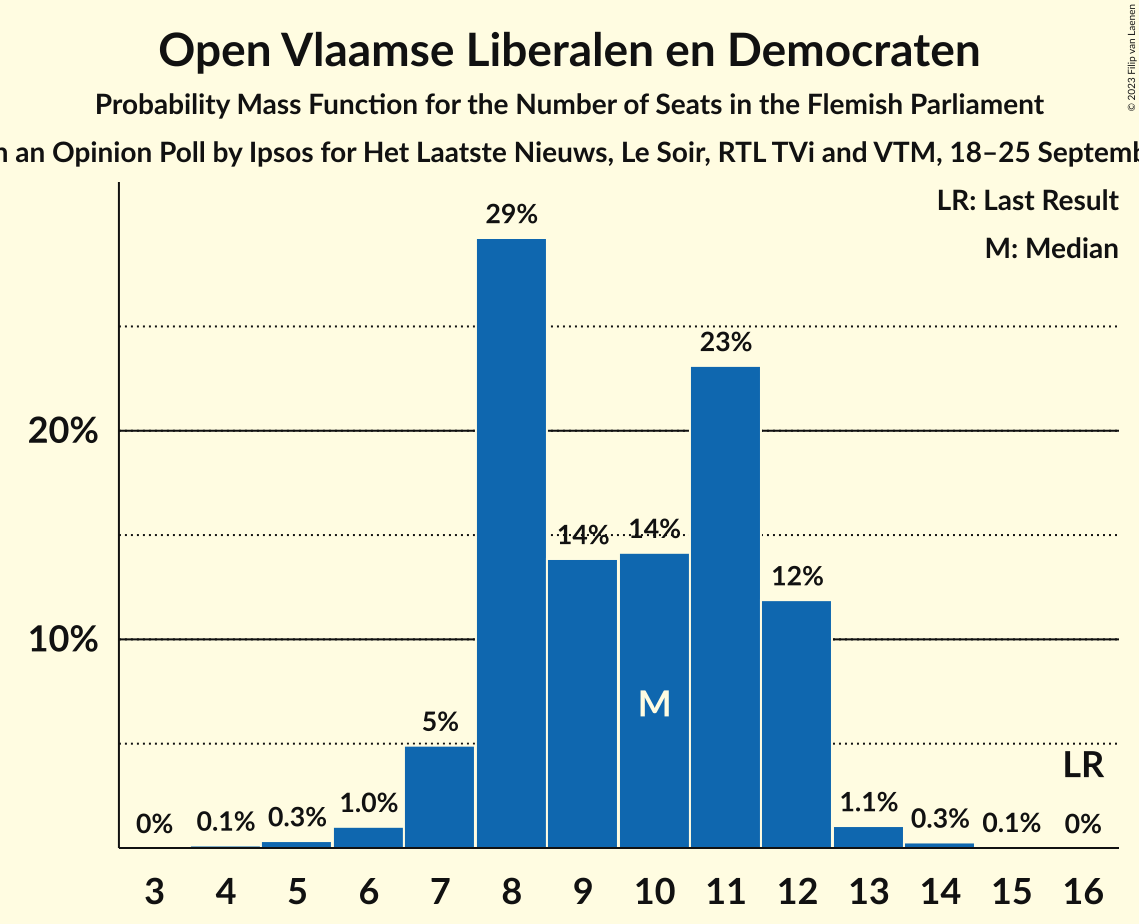 Open Vlaamse Liberalen en Democraten
Probability Mass Function for the Number of Seats in the Flemish Parliament
an Opinion Poll by Ipsos for Het Laatste Nieuws, Le Soir, RTL TVi and VTM, 18–25
© 2023 Filip van Laenen
LR: Last Result
M: Median
29%
23%
20%
14%
14%
12%
10%
M
5%
LR
0%
0.1%
0.3%
1.0%
1.1%
0.3%
0.1%
0%
3 4 5 6 7 8 9 10 11 12 13 14 15 16